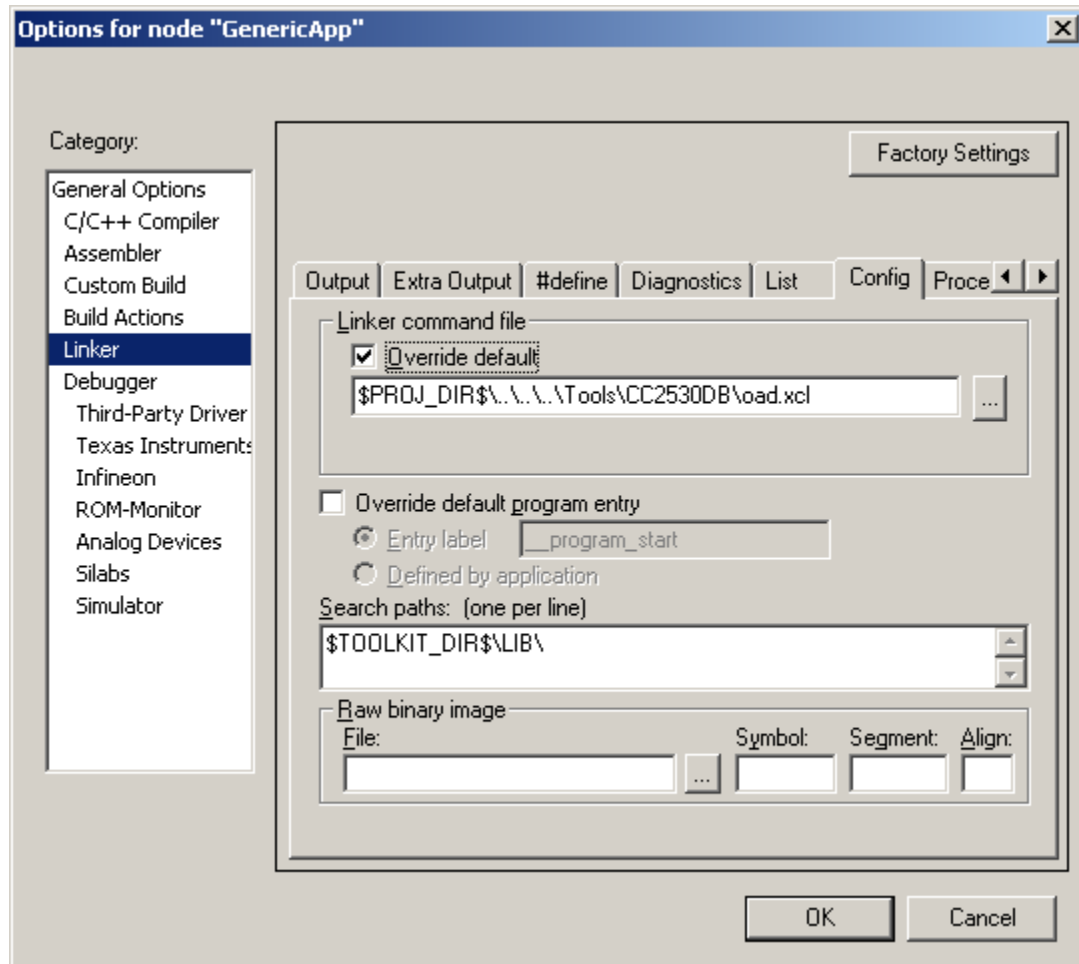 Options for node "GenericApp"
Category:
Factory Settings
General Options
C/C++ Compiler
Assembler
Custom Build
Build Actions
Linker
Debugger
Third-Party Driver
Texas Instruments
Infineon
ROM-Monitor
Analog Devices
Silabs
Simulator
Output Extra Output #define Diagnostics List Config Proce
Linker command file
Override default
$PROJ_DIR$\..\..\..\Tools\CC2530DB\oad.xcl
...
Override default program entry
Entry label __program_start
Defined by application
Search paths: (one per line)
$TOOLKIT_DIR$\LIB\
Raw binary image
File: Symbol: Segment: Align:
...
OK Cancel